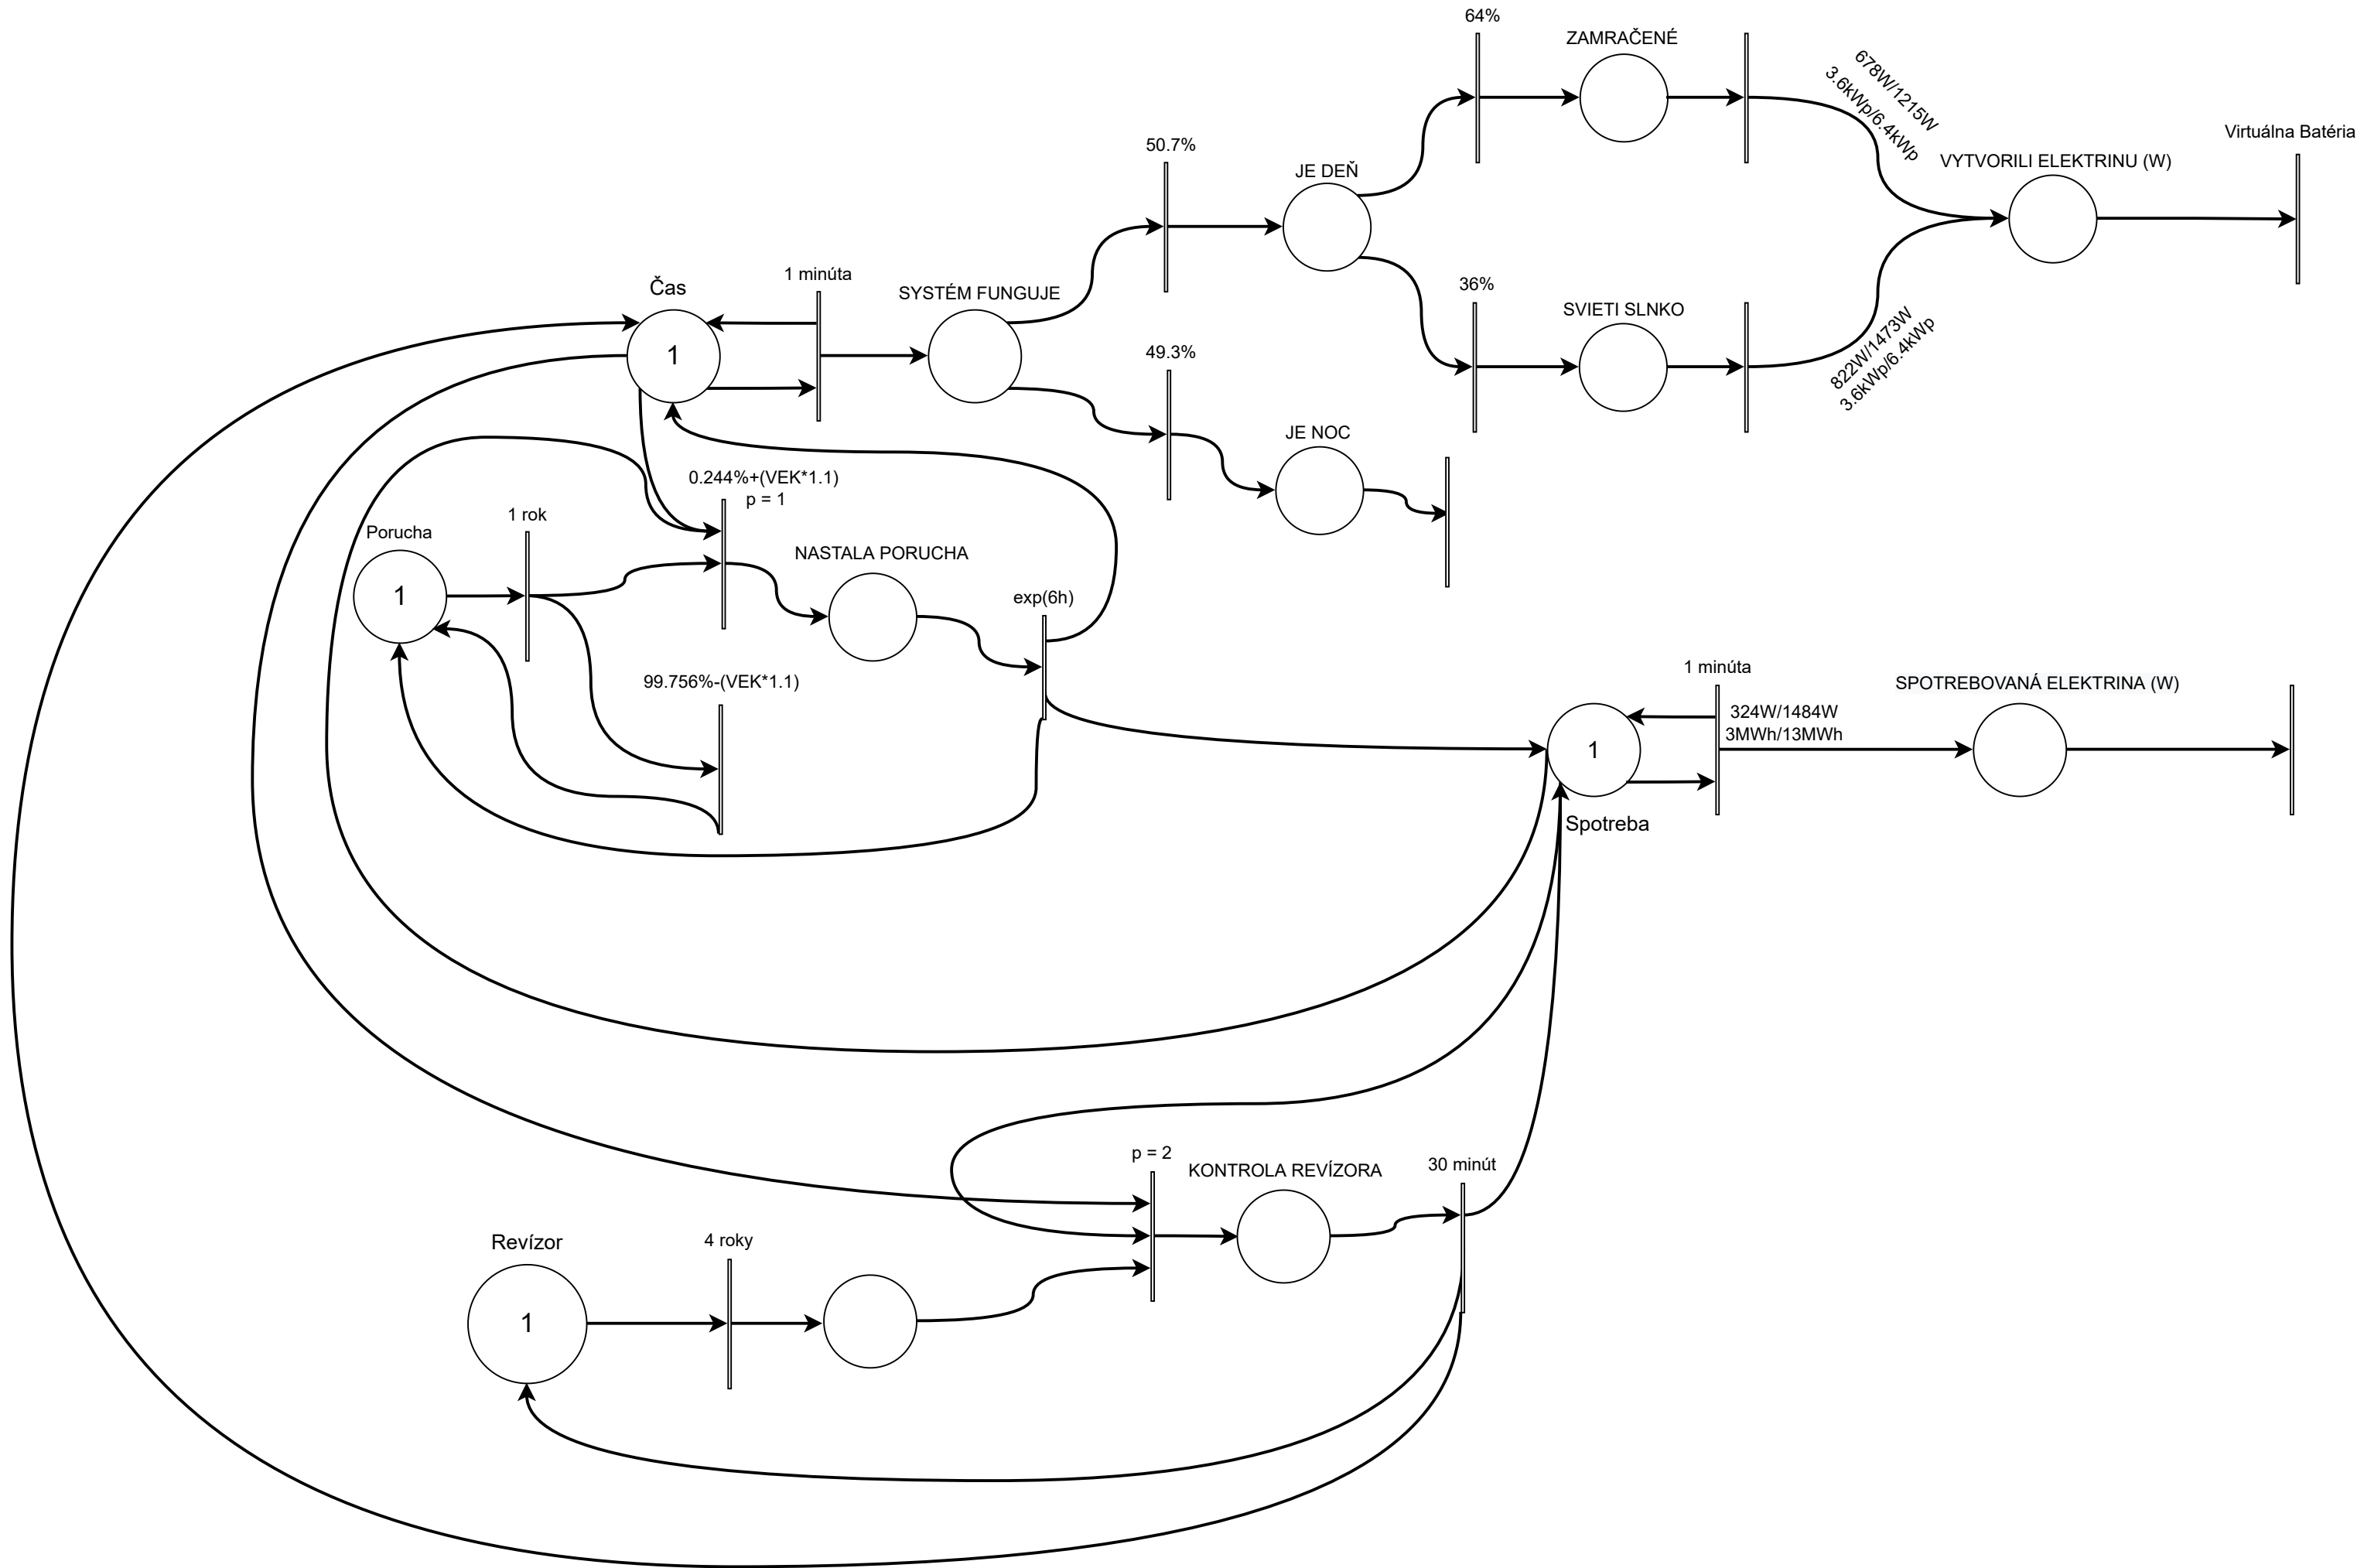 64%
ZAMRAČENÉ
678W/1215W
3.6kWp/6.4kWp
Virtuálna Batéria
50.7%
JE DEŇ
VYTVORILI ELEKTRINU (W)
1 minúta
Čas
SYSTÉM FUNGUJE
36%
SVIETI SLNKO
822W/1473W
3.6kWp/6.4kWp
1
49.3%
JE NOC
0.244%+(VEK*1.1)
p = 1
1 rok
Porucha
NASTALA PORUCHA
1
exp(6h)
99.756%-(VEK*1.1)
1 minúta
SPOTREBOVANÁ ELEKTRINA (W)
324W/1484W
3MWh/13MWh
1
Spotreba
p = 2
KONTROLA REVÍZORA
30 minút
Revízor
4 roky
1